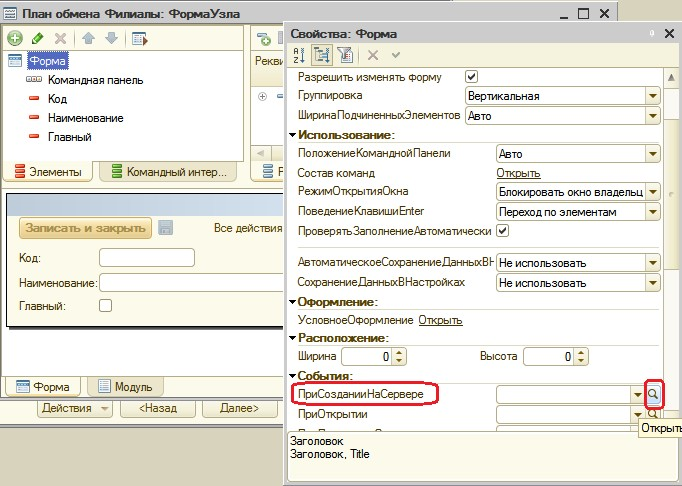 План обмена Филиалы: ФормаУзла
Форма
Командная панель
Код
Наименование
Главный
Элементы
Командный интер...
Рекви
Р
Записать и закрыть
Все действия
Код:
Наименование:
Главный:
Форма
Модуль
Действия
<Назад
Далее>
Свойства: Форма
Разрешить изменять форму
Группировка
Вертикальная
ШиринаПодчиненныхЭлементов
Авто
Использование:
ПоложениеКоманднойПанели
Авто
Состав команд
Открыть
РежимОткрытияОкна
Блокировать окно владельц
ПоведениеКлавишиEnter
Переход по элементам
ПроверятьЗаполнениеАвтоматически
АвтоматическоеСохранениеДанныхВН
Не использовать
СохранениеДанныхВНастройках
Не использовать
Оформление:
УсловноеОформление
Открыть
Расположение:
Ширина
0
Высота
0
События:
ПриСозданииНаСервере
ПриОткрытии
Открыть
Заголовок
Заголовок, Title